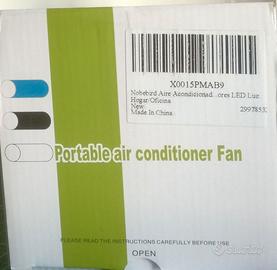 X0015PMAB9
Nobebird Aire Acondicionad...ores LED Luz
Hogar/Oficina
New
Made In China
2997853
Portable air conditioner Fan
PLEASE READ THE INSTRUCTIONS CAREFULLY BEFORE USE
OPEN